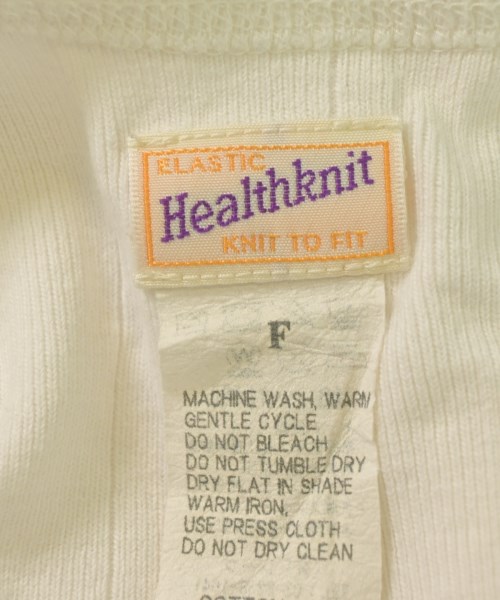 ELASTIC
Healthknit
KNIT TO FIT
F
MACHINE WASH, WARM
GENTLE CYCLE
DO NOT BLEACH
DO NOT TUMBLE DRY
DRY FLAT IN SHADE
WARM IRON,
USE PRESS CLOTH
DO NOT DRY CLEAN